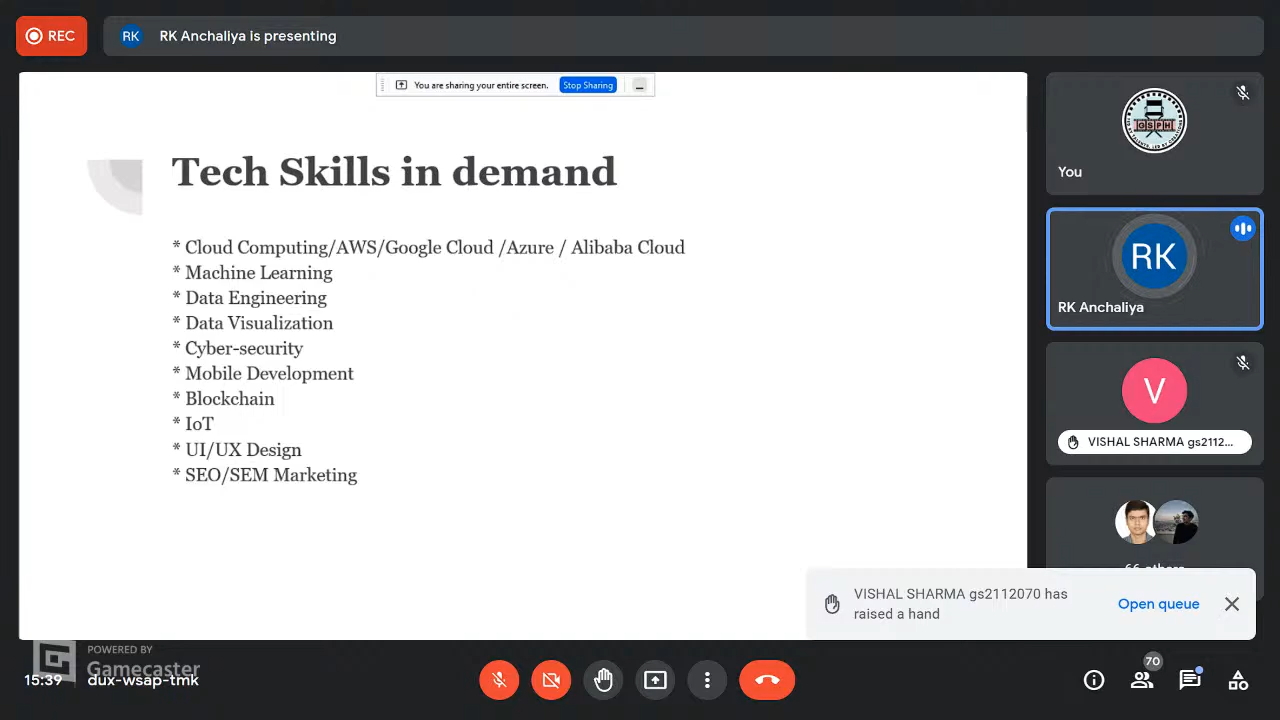 REC
RK
RK Anchaliya is presenting
You are sharing your entire screen.
Stop Sharing
Tech Skills in demand
* Cloud Computing/AWS/Google Cloud /Azure / Alibaba Cloud
* Machine Learning
* Data Engineering
* Data Visualization
* Cyber-security
* Mobile Development
* Blockchain
* IoT
* UI/UX Design
* SEO/SEM Marketing
GSPH
You
RK
RK Anchaliya
V
VISHAL SHARMA gs2112...
66 others
VISHAL SHARMA gs2112070 has
raised a hand
Open queue
POWERED BY
Gamecaster
15:39
dux-wsap-tmk
70